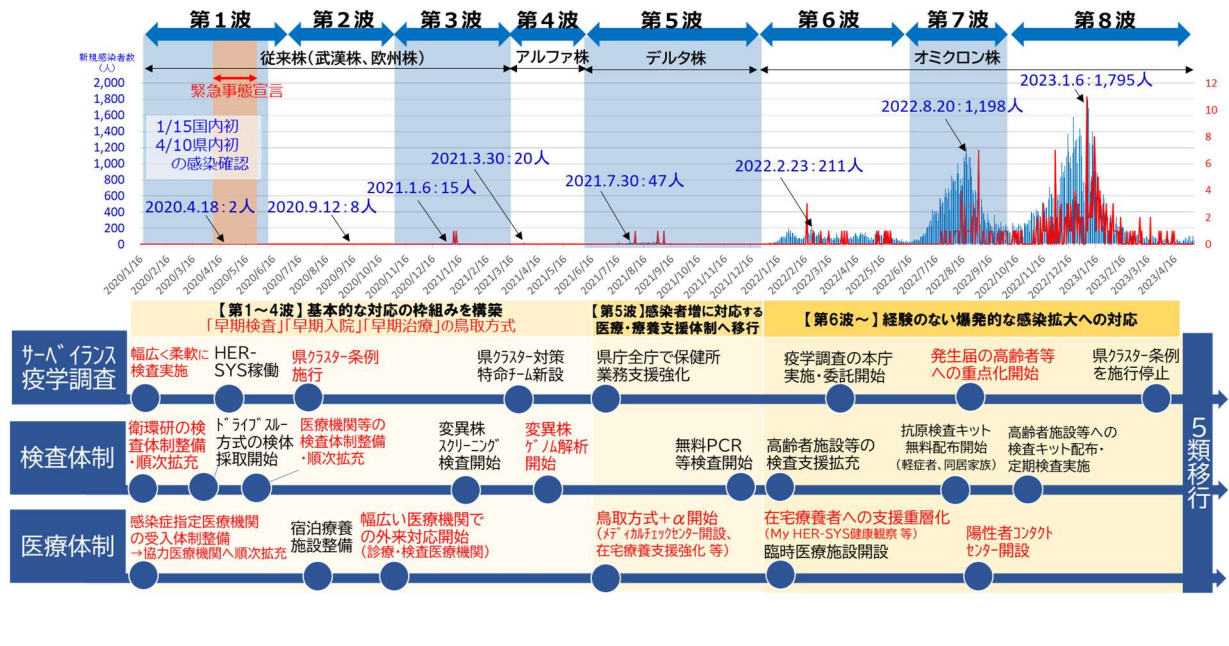 第1波 第2波 第3波 第4波 第5波 第6波 第7波 第8波
新規感染者数
(人)
従来株(武漢株、欧州株) アルファ株 デルタ株 オミクロン株
緊急事態宣言
2,000
1,800
1,600
1,400
1,200
1,000
800
600
400
200
0
12
10
8
6
4
2
0
1/15国内初
4/10県内初
の感染確認
2020.4.18:2人
2020.9.12:8人
2021.1.6:15人
2021.3.30:20人
2021.7.30:47人
2022.2.23:211人
2022.8.20:1,198人
2023.1.6:1,795人
2020/1/16
2020/2/16
2020/3/16
2020/4/16
2020/5/16
2020/6/16
2020/7/16
2020/8/16
2020/9/16
2020/10/16
2020/11/16
2020/12/16
2021/1/16
2021/2/16
2021/3/16
2021/4/16
2021/5/16
2021/6/16
2021/7/16
2021/8/16
2021/9/16
2021/10/16
2021/11/16
2021/12/16
2022/1/16
2022/2/16
2022/3/16
2022/4/16
2022/5/16
2022/6/16
2022/7/16
2022/8/16
2022/9/16
2022/10/16
2022/11/16
2022/12/16
2023/1/16
2023/2/16
2023/3/16
2023/4/16
【第1~4波】基本的な対応の枠組みを構築
「早期検査」「早期入院」「早期治療」の鳥取方式
【第5波】感染者増に対応する
医療・療養支援体制へ移行
【第6波~】経験のない爆発的な感染拡大への対応
サーベイランス
疫学調査
幅広く柔軟に
検査実施
HER-
SYS稼働
県クラスター条例
施行
県クラスター対策
特命チーム新設
県庁全庁で保健所
業務支援強化
疫学調査の本庁
実施・委託開始
発生届の高齢者等
への重点化開始
県クラスター条例
を施行停止
検査体制
衛環研の検
査体制整備
・順次拡充
ドライブスルー
方式の検体
採取開始
医療機関等の
検査体制整備
・順次拡充
変異株
スクリーニング
検査開始
変異株
ゲノム解析
開始
無料PCR
等検査開始
高齢者施設等の
検査支援拡充
抗原検査キット
無料配布開始
(軽症者、同居家族)
高齢者施設等への
検査キット配布・
定期検査実施
医療体制
感染症指定医療機関
の受入体制整備
→協力医療機関へ順次拡充
宿泊療養
施設整備
幅広い医療機関で
の外来対応開始
(診療・検査医療機関)
鳥取方式+α開始
(メディカルチェックセンター開設、
在宅療養支援強化 等)
在宅療養者への支援重層化
(My HER-SYS健康観察 等)
臨時医療施設開設
陽性者コンタクト
センター開設
5類移行